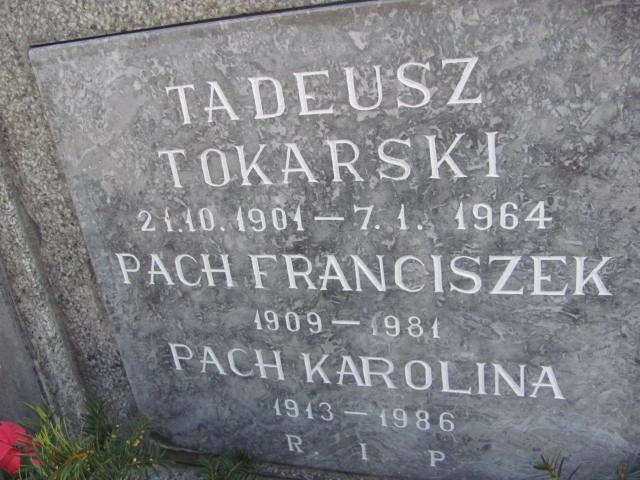 TADEUSZ
TOKARSKI
21.10.1901 – 7.1. 1964
PACH FRANCISZEK
1909 – 1981
PACH KAROLINA
1913 – 1986
R. I P